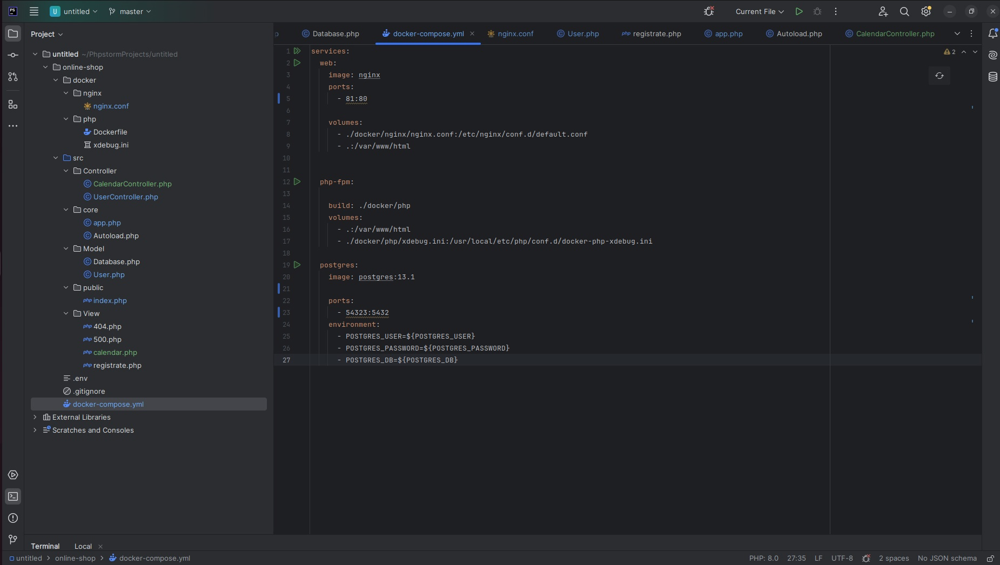 PS
U untitled master Current File
Project
untitled ~/PhpstormProjects/untitled
online-shop
docker
nginx
nginx.conf
php
Dockerfile
xdebug.ini
src
Controller
CalendarController.php
UserController.php
core
app.php
Autoload.php
Model
Database.php
User.php
public
index.php
View
404.php
500.php
calendar.php
registrate.php
.env
.gitignore
docker-compose.yml
External Libraries
Scratches and Consoles
p Database.php docker-compose.yml nginx.conf User.php registrate.php app.php Autoload.php CalendarController.php
2
1 services:
2 web:
3 image: nginx
4 ports:
5 - 81:80
6
7 volumes:
8 - ./docker/nginx/nginx.conf:/etc/nginx/conf.d/default.conf
9 - .:/var/www/html
10
11
12 php-fpm:
13
14 build: ./docker/php
15 volumes:
16 - .:/var/www/html
17 - ./docker/php/xdebug.ini:/usr/local/etc/php/conf.d/docker-php-xdebug.ini
18
19 postgres:
20 image: postgres:13.1
21
22 ports:
23 - 54323:5432
24 environment:
25 - POSTGRES_USER=${POSTGRES_USER}
26 - POSTGRES_PASSWORD=${POSTGRES_PASSWORD}
27 - POSTGRES_DB=${POSTGRES_DB}
Terminal Local
untitled > online-shop > docker-compose.yml PHP: 8.0 27:35 LF UTF-8 2 spaces No JSON schema